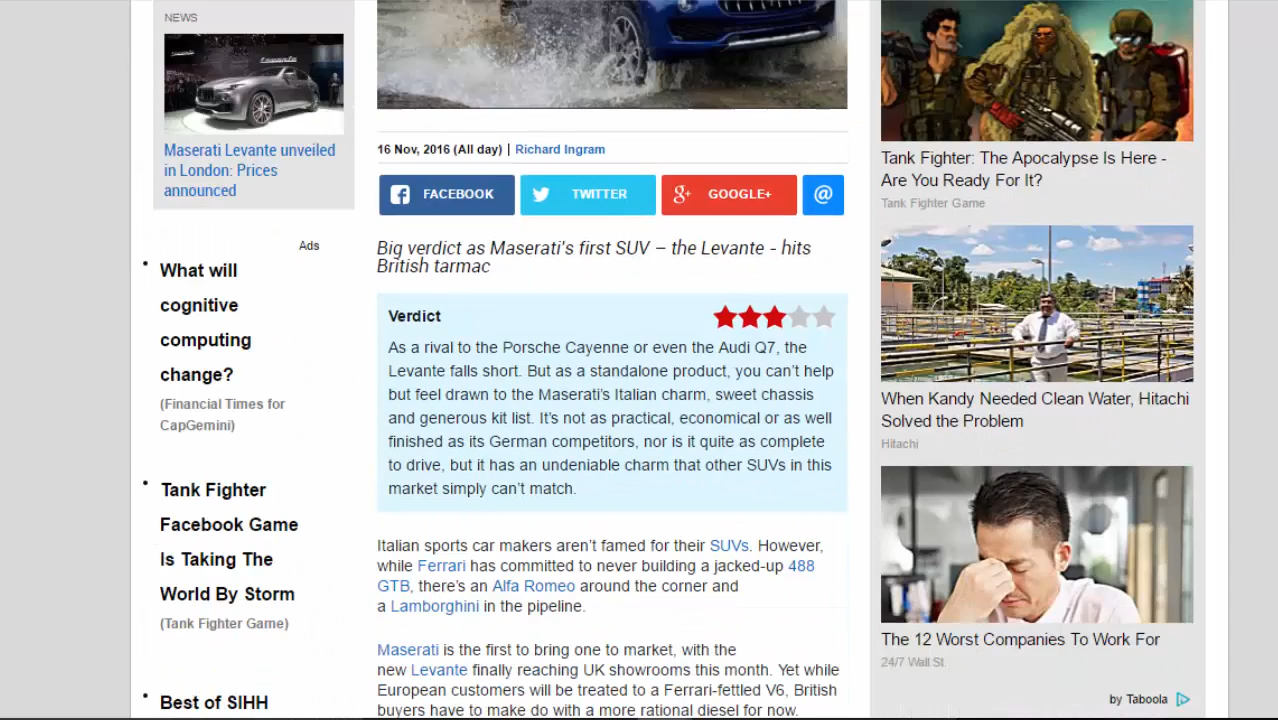 NEWS
Maserati Levante unveiled
in London: Prices
announced
Ads
What will
cognitive
computing
change?
(Financial Times for
CapGemini)
Tank Fighter
Facebook Game
Is Taking The
World By Storm
(Tank Fighter Game)
Best of SIHH
16 Nov, 2016 (All day) | Richard Ingram
FACEBOOK
TWITTER
GOOGLE+
@
Big verdict as Maserati's first SUV – the Levante - hits
British tarmac
Verdict
As a rival to the Porsche Cayenne or even the Audi Q7, the
Levante falls short. But as a standalone product, you can’t help
but feel drawn to the Maserati’s Italian charm, sweet chassis
and generous kit list. It’s not as practical, economical or as well
finished as its German competitors, nor is it quite as complete
to drive, but it has an undeniable charm that other SUVs in this
market simply can’t match.
Italian sports car makers aren’t famed for their SUVs. However,
while Ferrari has committed to never building a jacked-up 488
GTB, there’s an Alfa Romeo around the corner and
a Lamborghini in the pipeline.
Maserati is the first to bring one to market, with the
new Levante finally reaching UK showrooms this month. Yet while
European customers will be treated to a Ferrari-fettled V6, British
buyers have to make do with a more rational diesel for now.
Tank Fighter: The Apocalypse Is Here -
Are You Ready For It?
Tank Fighter Game
When Kandy Needed Clean Water, Hitachi
Solved the Problem
Hitachi
The 12 Worst Companies To Work For
24/7 Wall St.
by Taboola